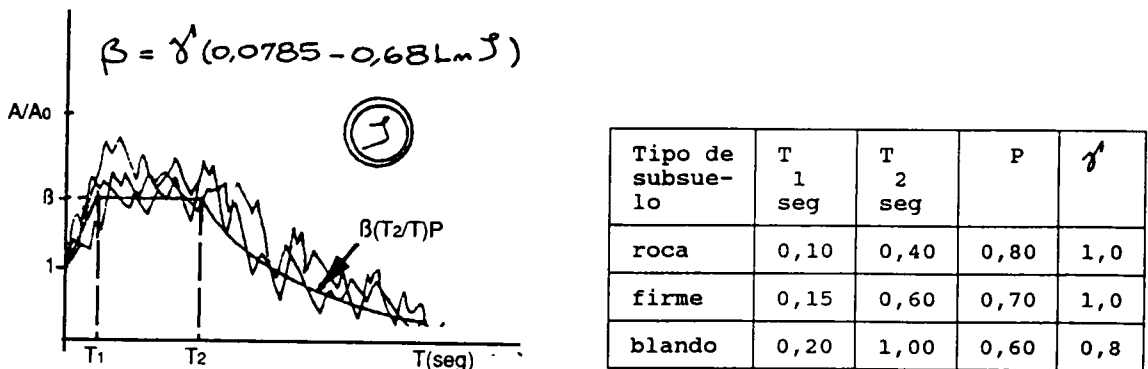 β = γ(0,0785 - 0,68 Ln ζ)
A/A0
ζ
β
β(T2/T)P
1
T1 T2 T(seg)
Tipo de subsue- lo T 1 seg T 2 seg P γ
roca 0,10 0,40 0,80 1,0
firme 0,15 0,60 0,70 1,0
blando 0,20 1,00 0,60 0,8